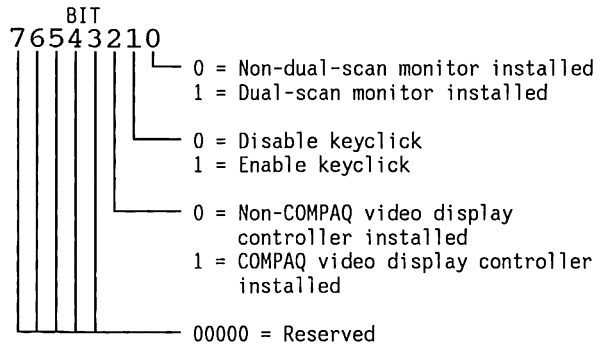 BIT
76543210
0 = Non-dual-scan monitor installed
1 = Dual-scan monitor installed
0 = Disable keyclick
1 = Enable keyclick
0 = Non-COMPAQ video display
controller installed
1 = COMPAQ video display controller
installed
00000 = Reserved